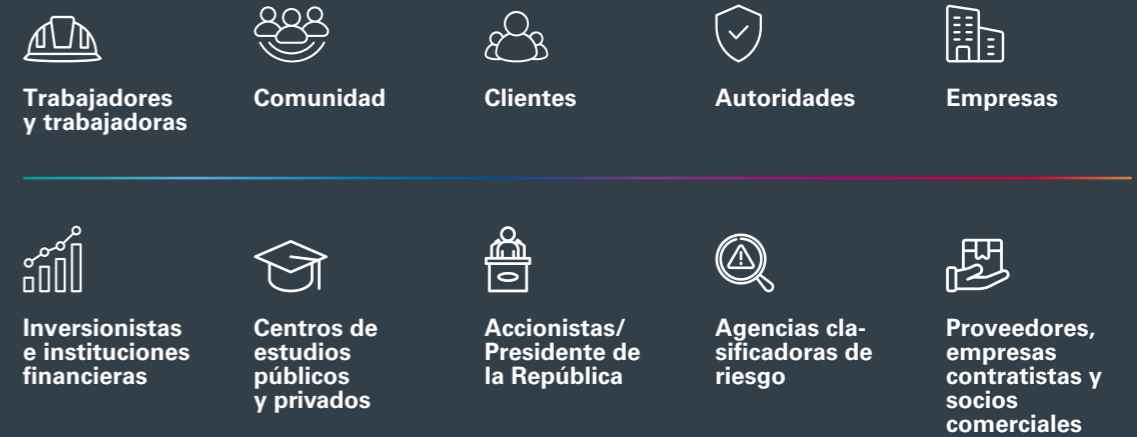 Trabajadores
y trabajadoras
Comunidad
Clientes
Autoridades
Empresas
Inversionistas
e instituciones
financieras
Centros de
estudios
públicos
y privados
Accionistas/
Presidente de
la República
Agencias cla-
sificadoras de
riesgo
Proveedores,
empresas
contratistas y
socios
comerciales